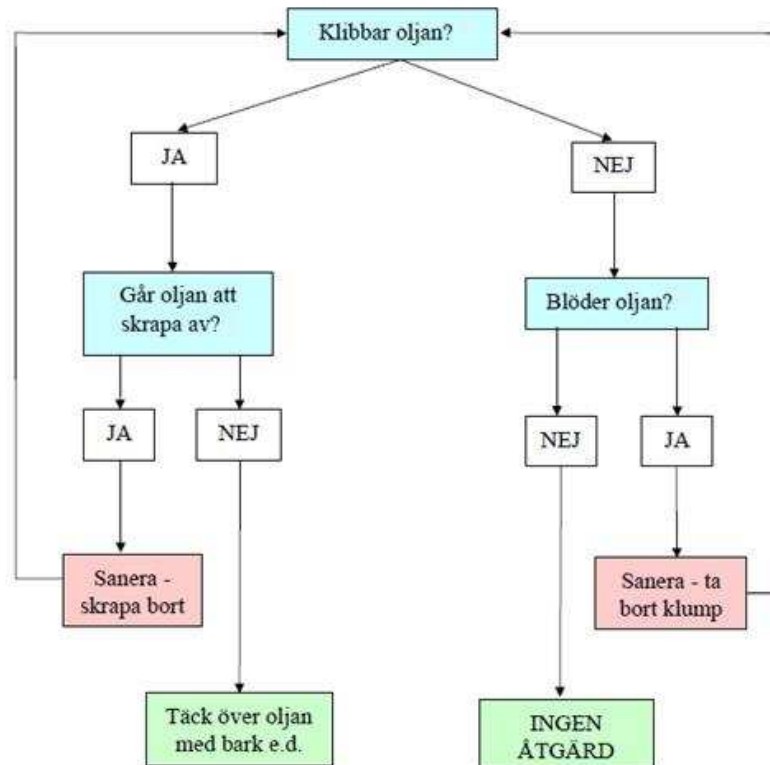 Klibbar oljan?
JA
NEJ
Går oljan att
skrapa av?
Blöder oljan?
JA
NEJ
NEJ
JA
Sanera -
skrapa bort
Sanera - ta
bort klump
Täck över oljan
med bark e.d.
INGEN
ÅTGÄRD